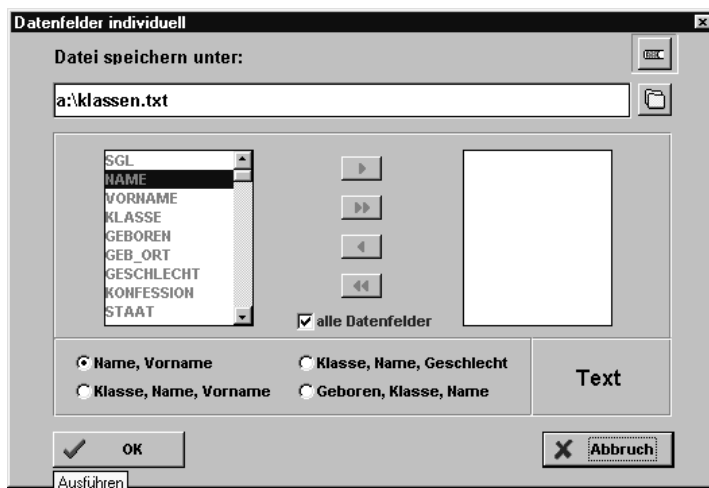 Datenfelder individuell
Datei speichern unter:
a:\klassen.txt
SGL
NAME
VORNAME
KLASSE
GEBOREN
GEB_ORT
GESCHLECHT
KONFESSION
STAAT
alle Datenfelder
Name, Vorname
Klasse, Name, Geschlecht
Klasse, Name, Vorname
Geboren, Klasse, Name
Text
OK
Abbruch
Ausführen